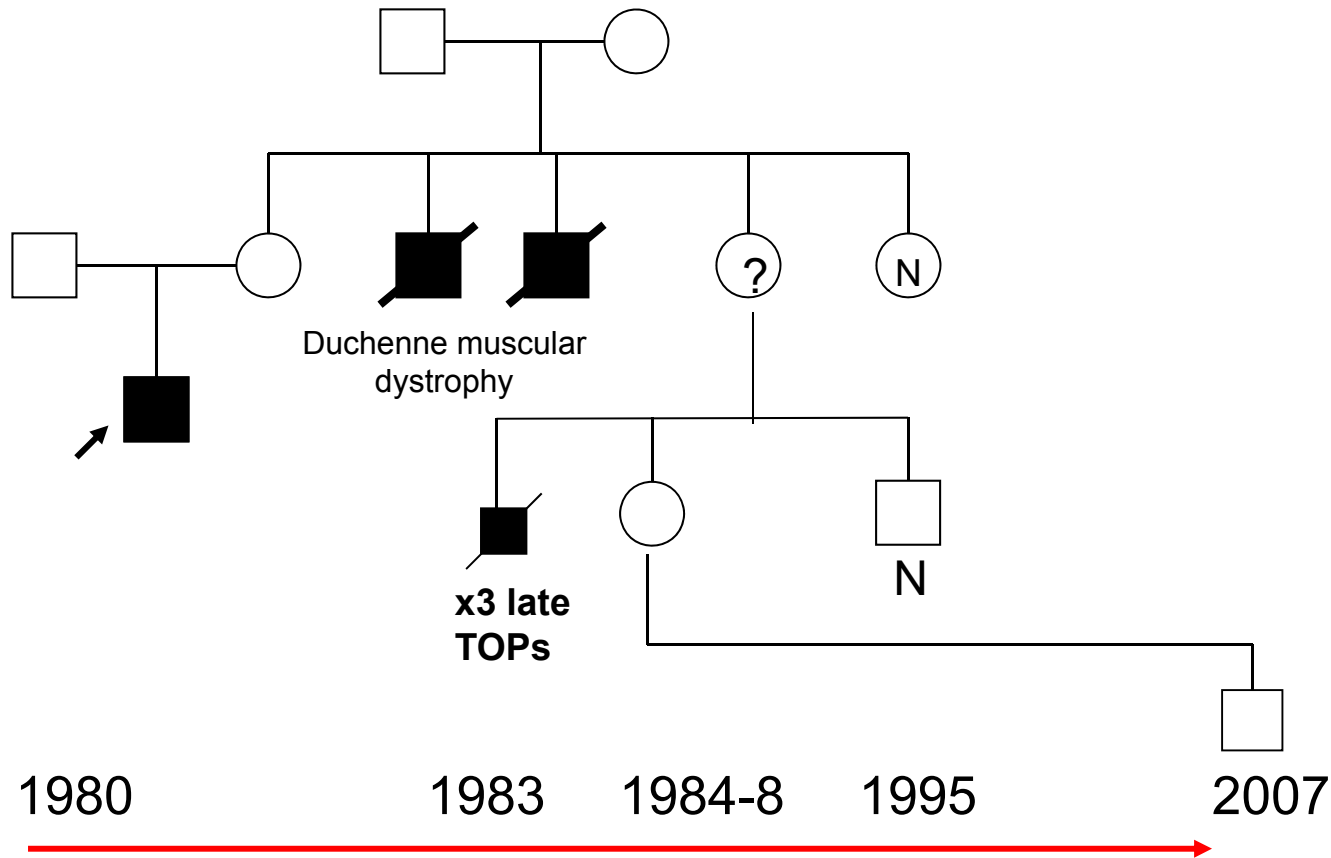 ?
N
Duchenne muscular
dystrophy
N
x3 late
TOPs
1980
1983
1984-8
1995
2007